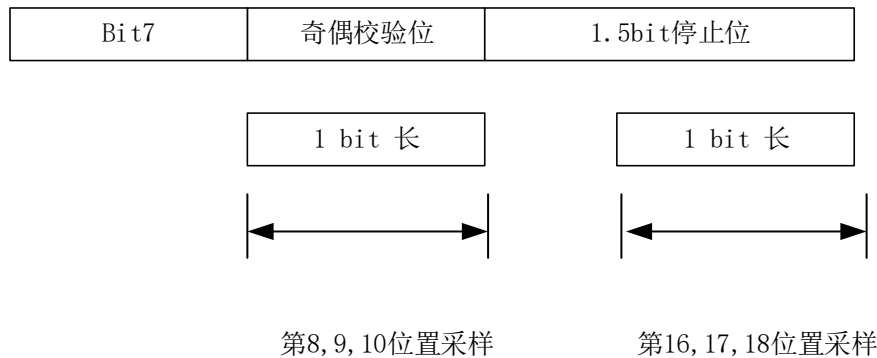 Bit7 奇偶校验位 1.5bit停止位
1 bit 长 1 bit 长
第8,9,10位置采样 第16,17,18位置采样